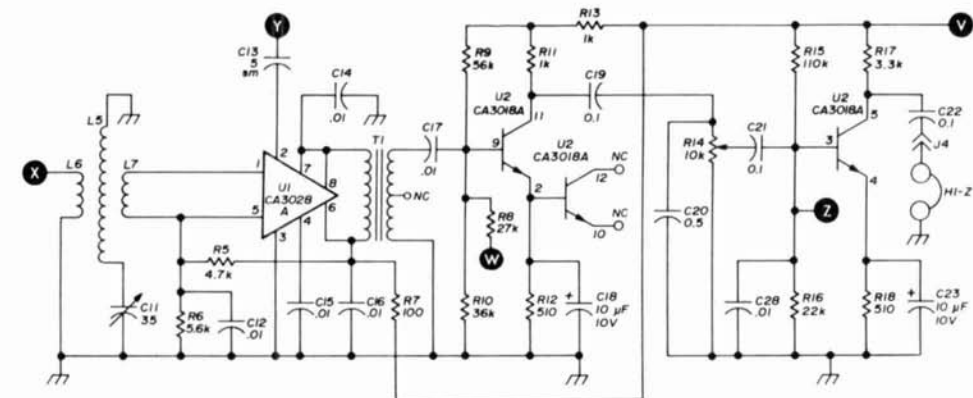 R13
1k
Y
V
C13
5
sm
C14
.01
R9
56k
R11
1k
C19
0.1
R15
110k
R17
3.3k
L5
L6
L7
X
1
2
7
8
6
5
4
3
U1
CA3028
A
T1
NC
C17
.01
U2
CA3018A
11
9
2
U2
CA3018A
12
NC
10
NC
R8
27k
W
R14
10k
C21
0.1
U2
CA3018A
5
3
4
Z
C22
0.1
J4
HI-Z
R5
4.7k
C20
0.5
C11
35
R6
5.6k
C12
.01
C15
.01
C16
.01
R7
100
R10
36k
R12
510
+
C18
10 µF
10V
C28
.01
R16
22k
R18
510
+
C23
10 µF
10V